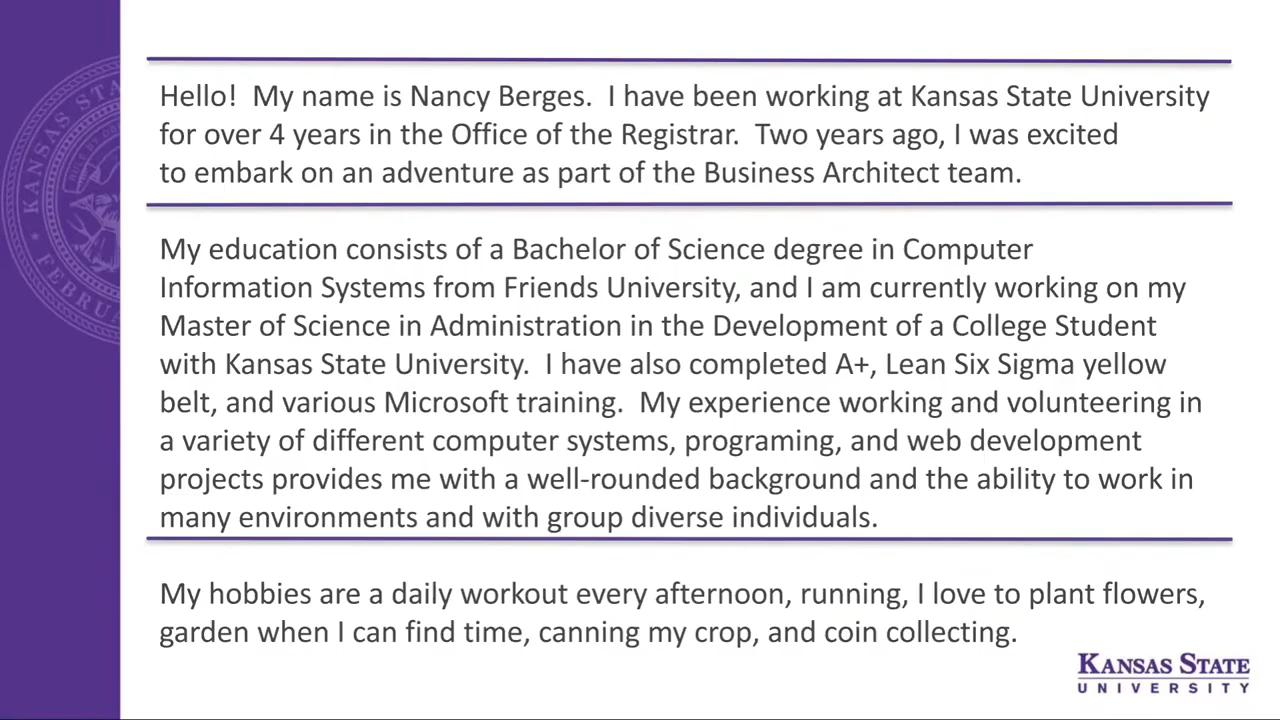 Hello!  My name is Nancy Berges.  I have been working at Kansas State University
for over 4 years in the Office of the Registrar.  Two years ago, I was excited
to embark on an adventure as part of the Business Architect team.
My education consists of a Bachelor of Science degree in Computer
Information Systems from Friends University, and I am currently working on my
Master of Science in Administration in the Development of a College Student
with Kansas State University.  I have also completed A+, Lean Six Sigma yellow
belt, and various Microsoft training.  My experience working and volunteering in
a variety of different computer systems, programing, and web development
projects provides me with a well-rounded background and the ability to work in
many environments and with group diverse individuals.
My hobbies are a daily workout every afternoon, running, I love to plant flowers,
garden when I can find time, canning my crop, and coin collecting.
KANSAS STATE
UNIVERSITY
KANSAS STA
FEBRUA